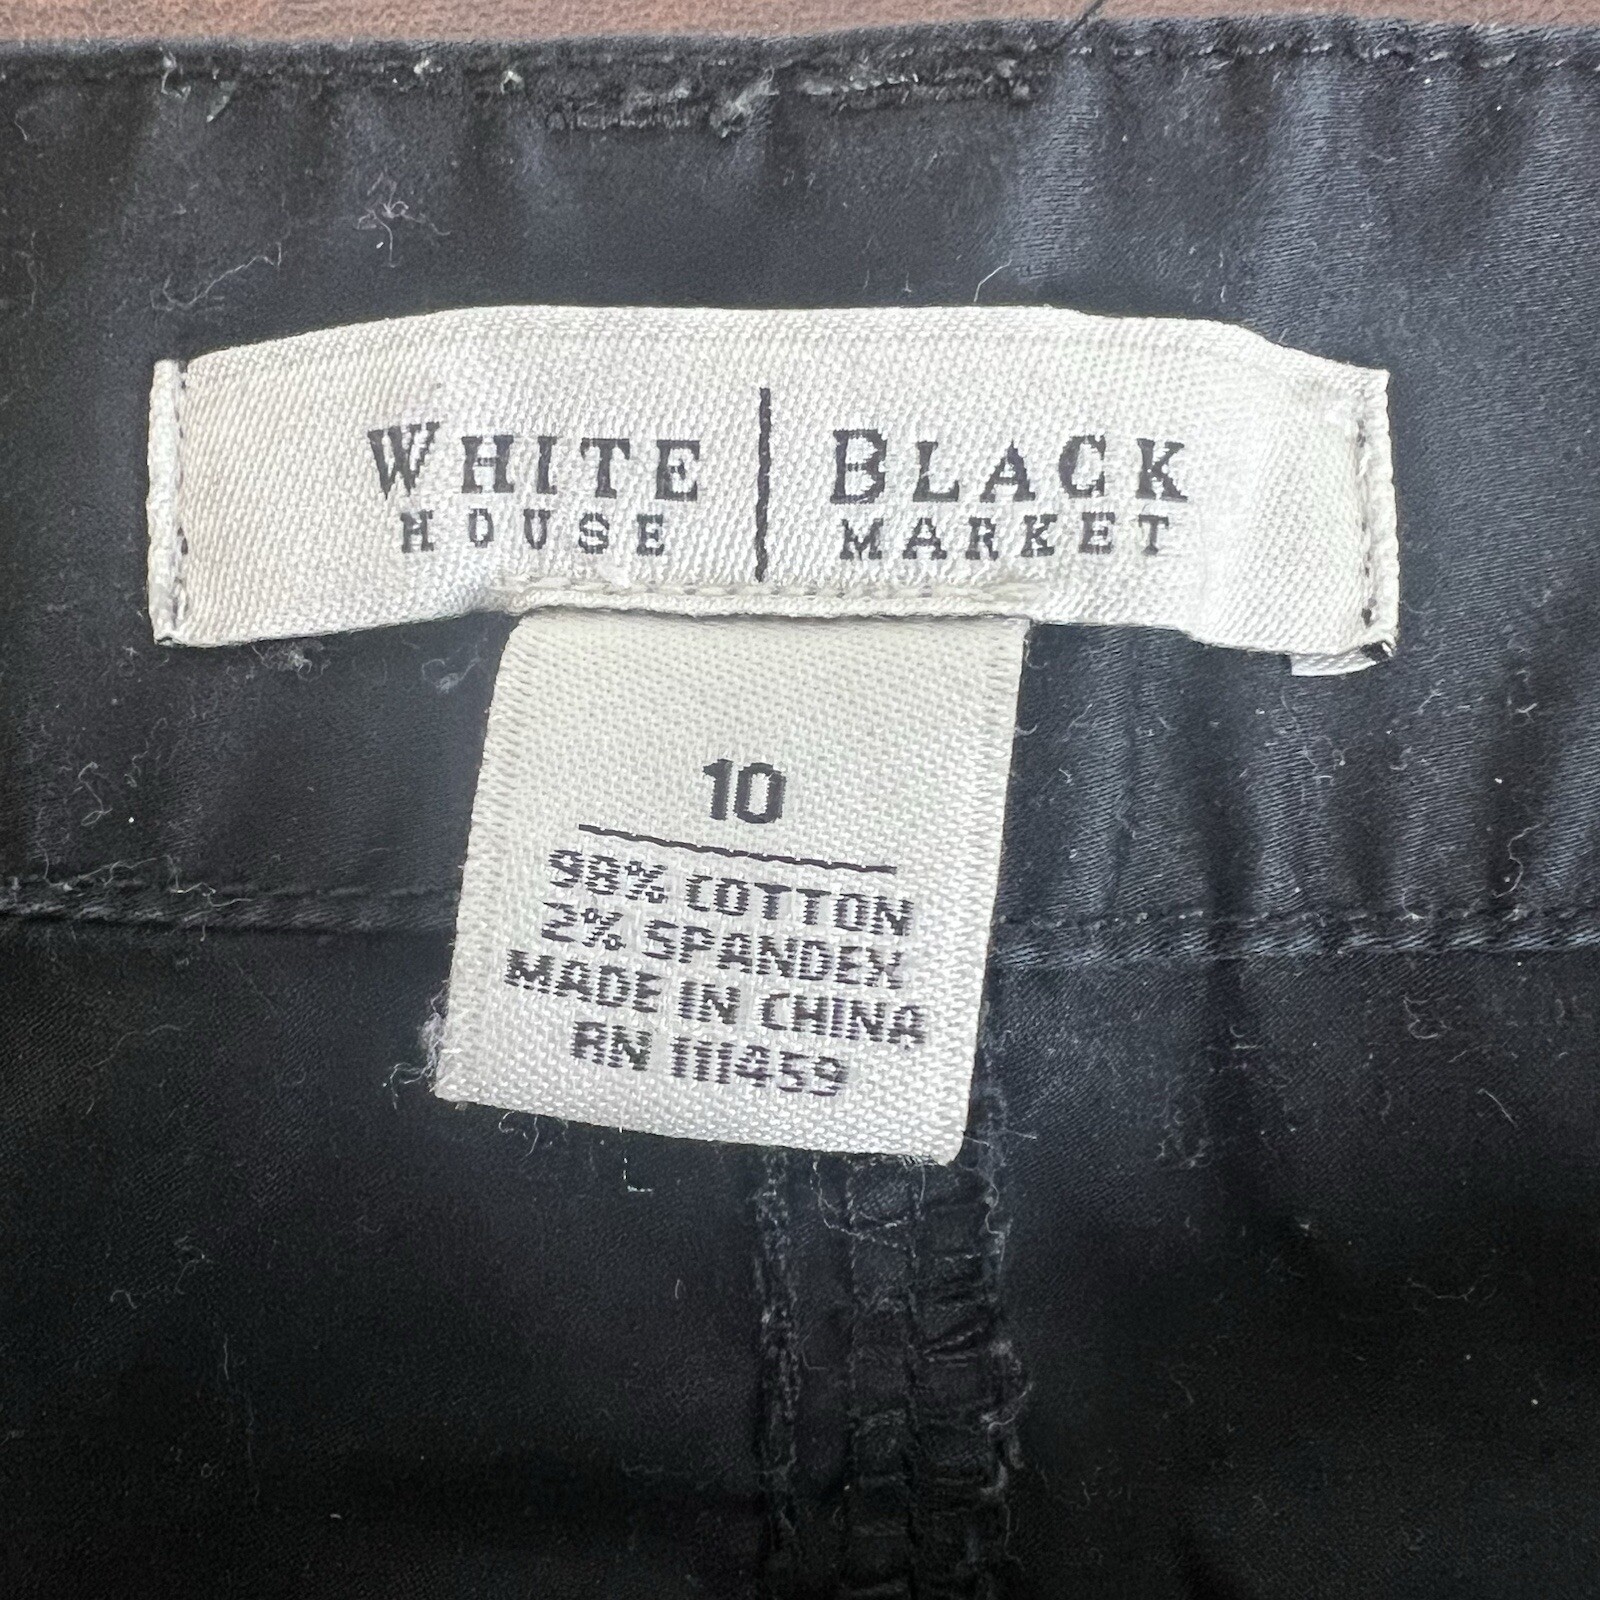 WHITE | BLACK
HOUSE | MARKET
10
98% COTTON
2% SPANDEX
MADE IN CHINA
RN 111459